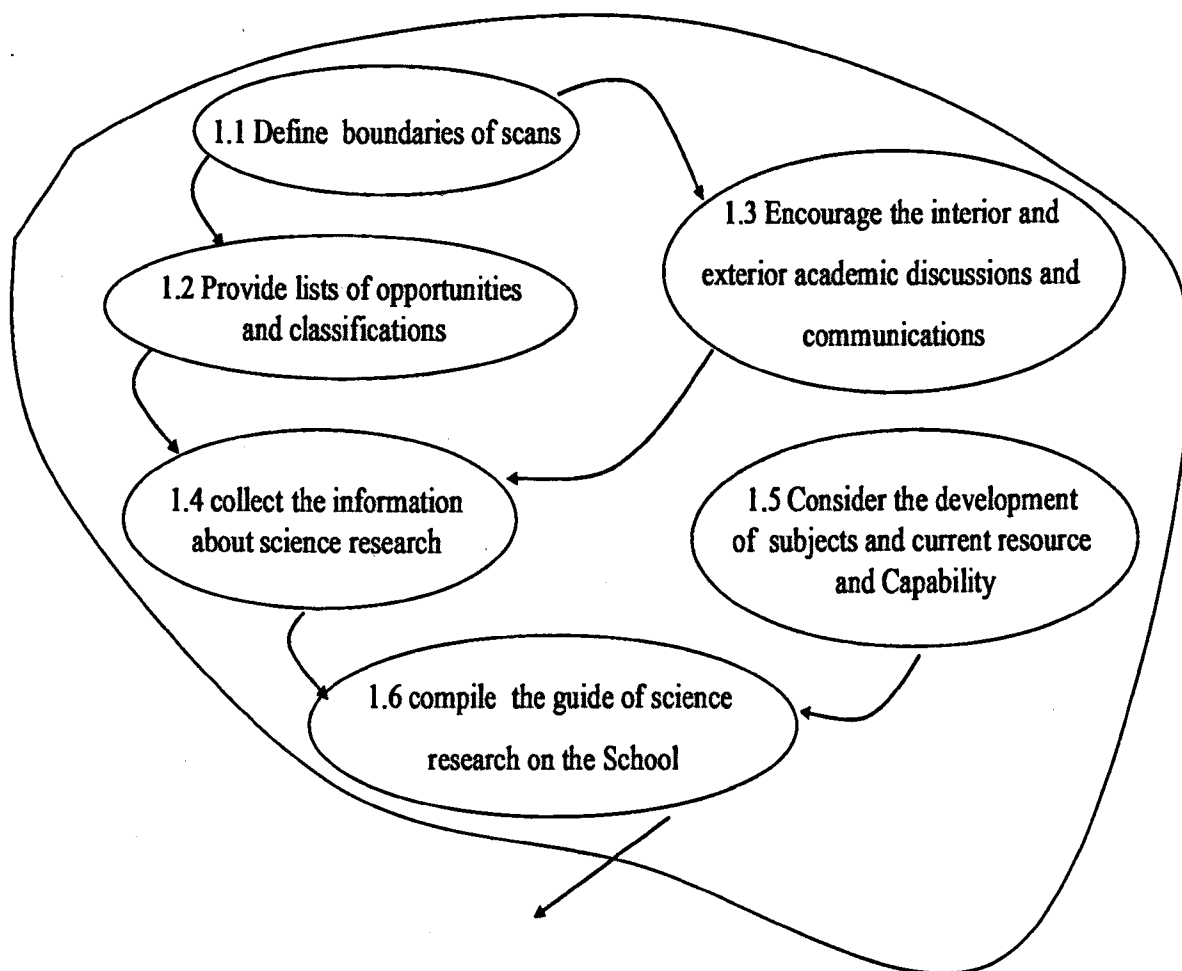 1.1 Define boundaries of scans
1.2 Provide lists of opportunities
and classifications
1.3 Encourage the interior and
exterior academic discussions and
communications
1.4 collect the information
about science research
1.5 Consider the development
of subjects and current resource
and Capability
1.6 compile the guide of science
research on the School